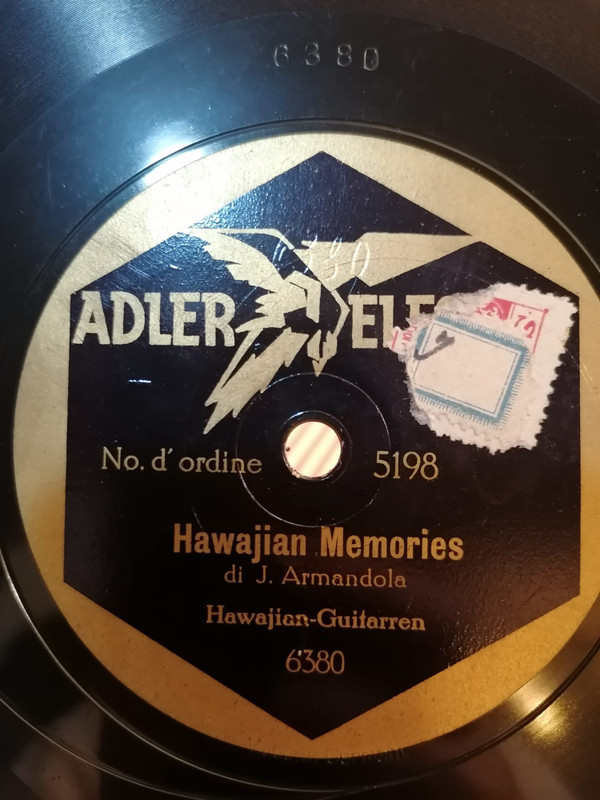 6380
ADLER ELE
No. d' ordine 5198
Hawajian Memories
di J. Armandola
Hawajian-Guitarren
6380